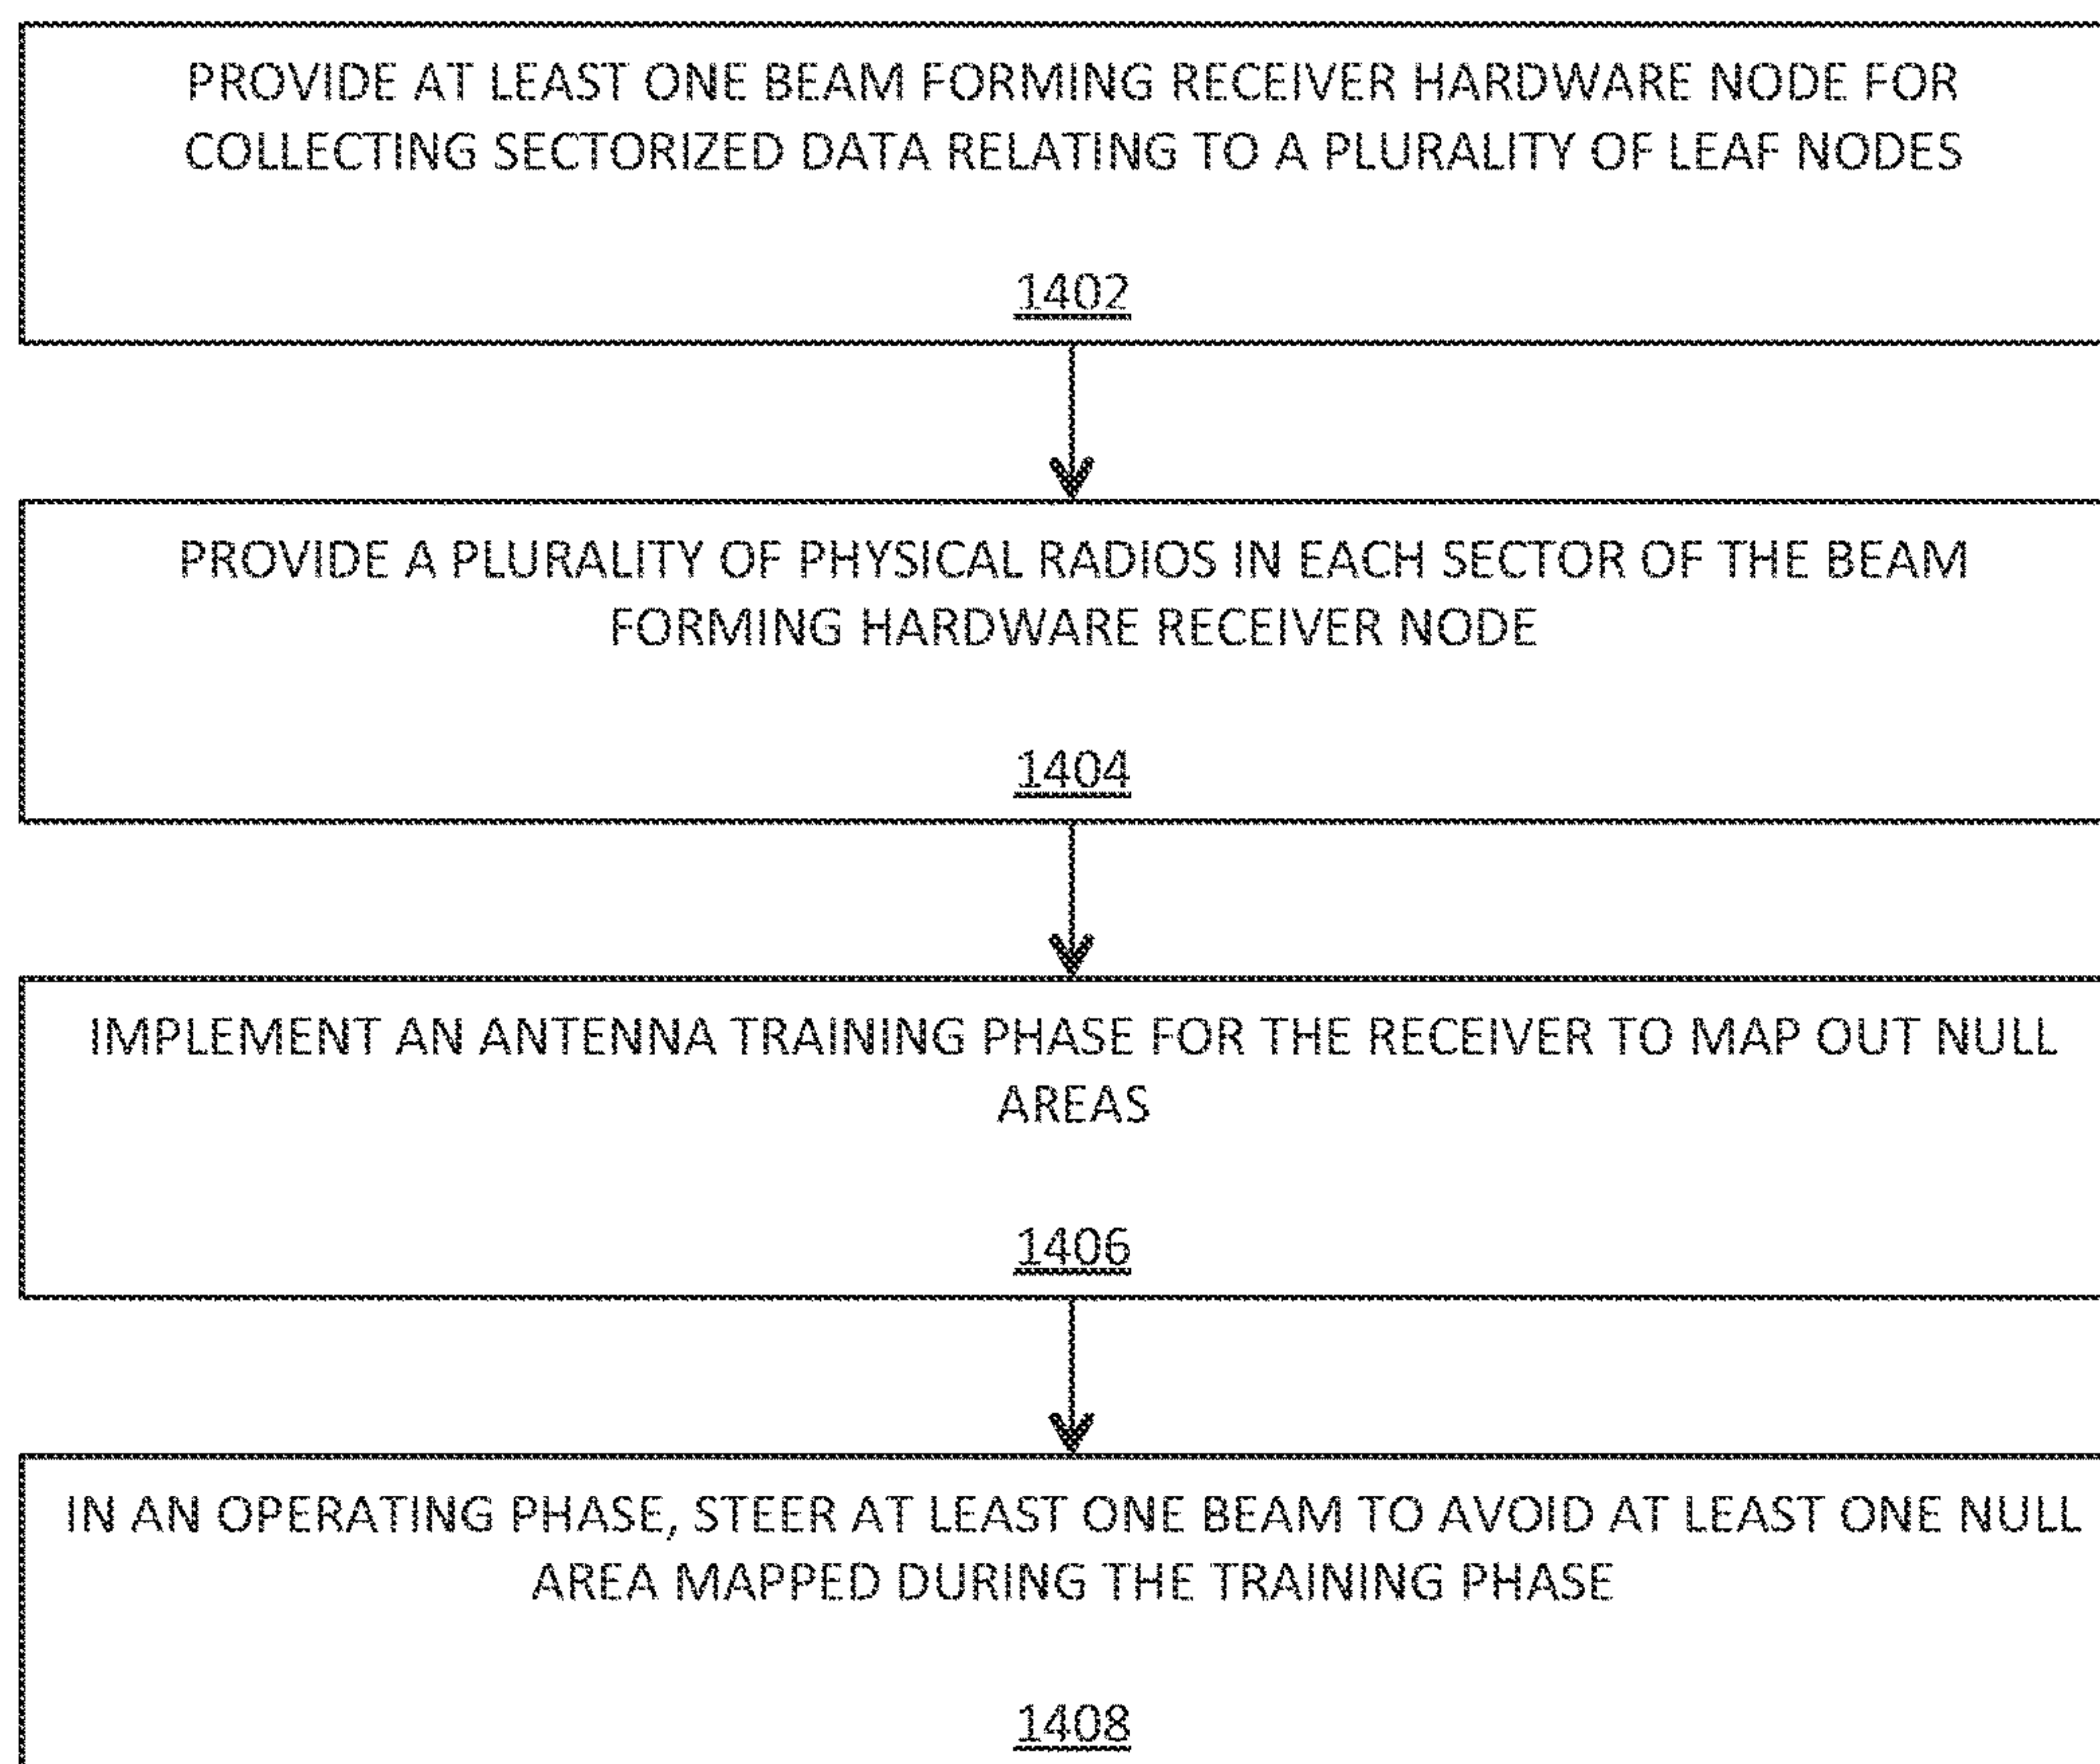 PROVIDE AT LEAST ONE BEAM FORMING RECEIVER HARDWARE NODE FOR
COLLECTING SECTORIZED DATA RELATING TO A PLURALITY OF LEAF NODES
1402
PROVIDE A PLURALITY OF PHYSICAL RADIOS IN EACH SECTOR OF THE BEAM
FORMING HARDWARE RECEIVER NODE
1404
IMPLEMENT AN ANTENNA TRAINING PHASE FOR THE RECEIVER TO MAP OUT NULL
AREAS
1406
IN AN OPERATING PHASE, STEER AT LEAST ONE BEAM TO AVOID AT LEAST ONE NULL
AREA MAPPED DURING THE TRAINING PHASE
1408